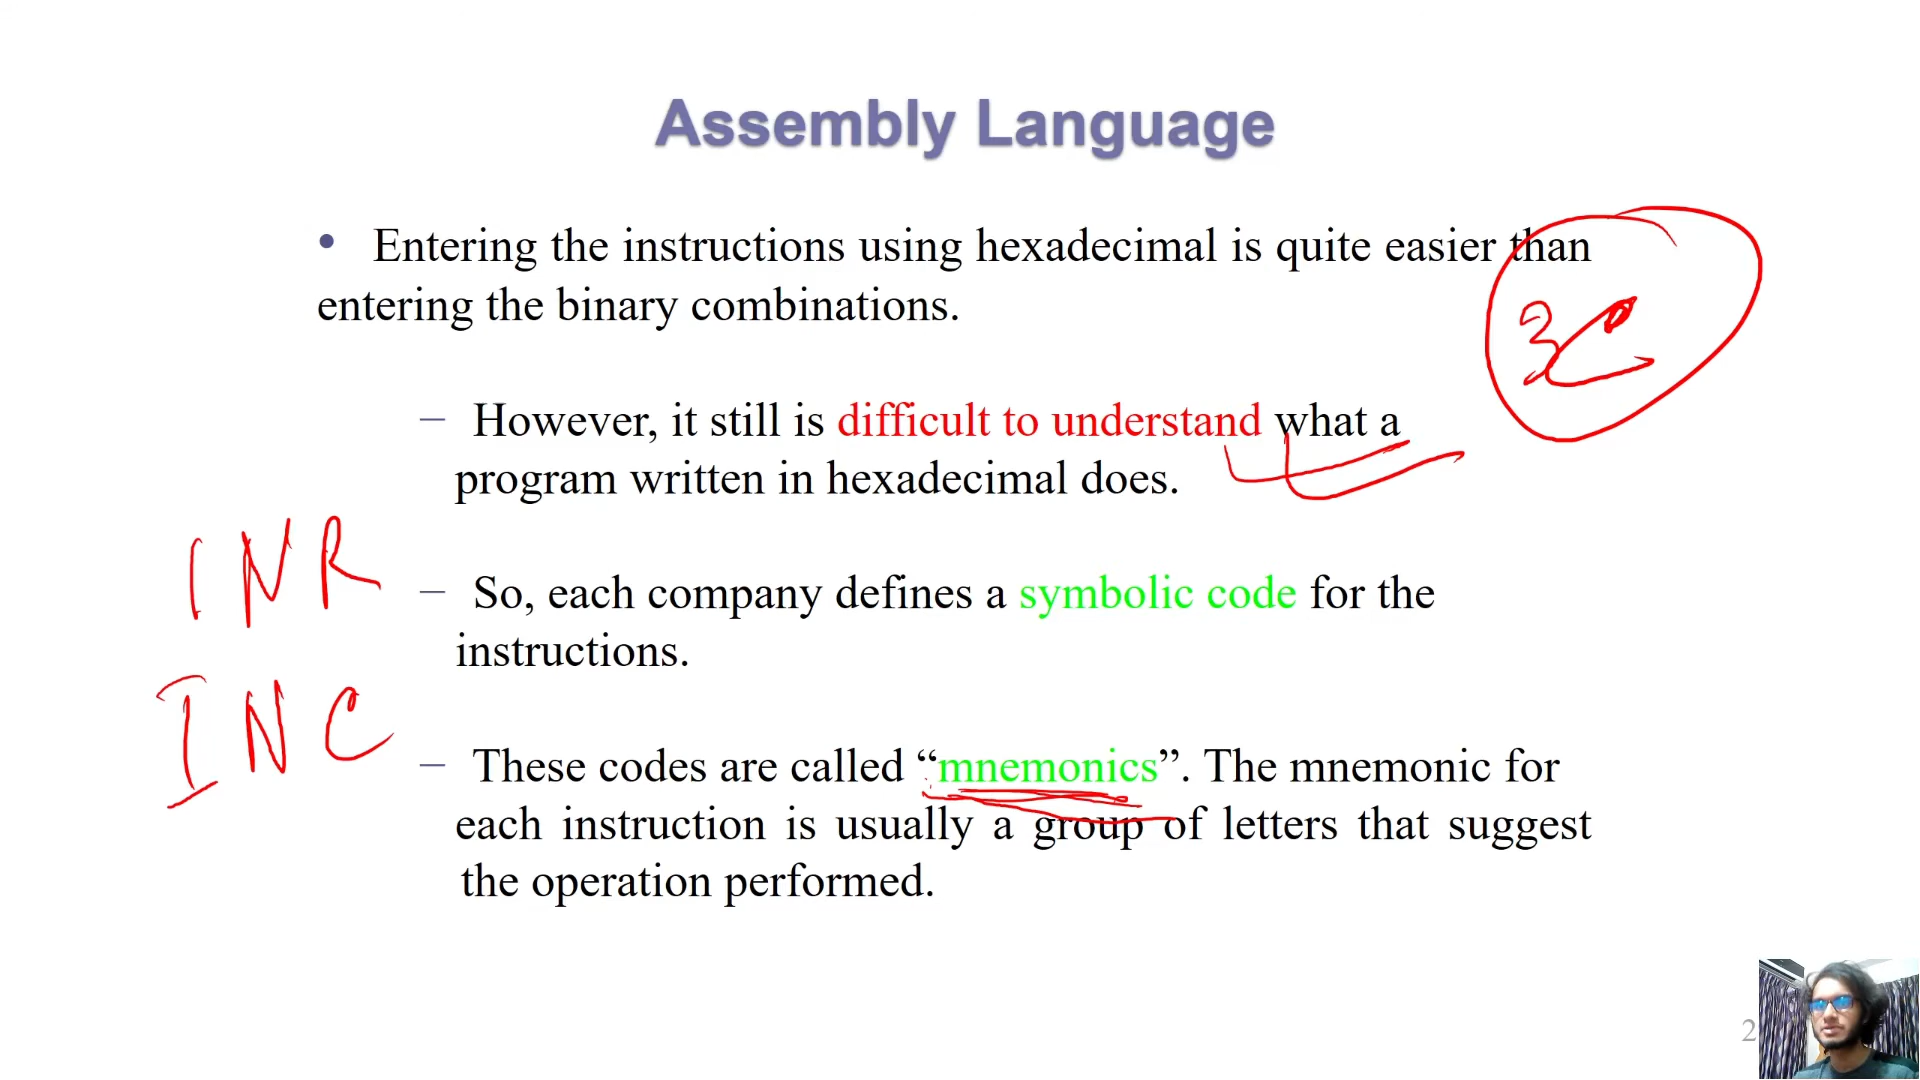 Assembly Language
• Entering the instructions using hexadecimal is quite easier than
entering the binary combinations.
3C
– However, it still is difficult to understand what a
program written in hexadecimal does.
INR
– So, each company defines a symbolic code for the
instructions.
INC
– These codes are called “mnemonics”. The mnemonic for
each instruction is usually a group of letters that suggest
the operation performed.
2